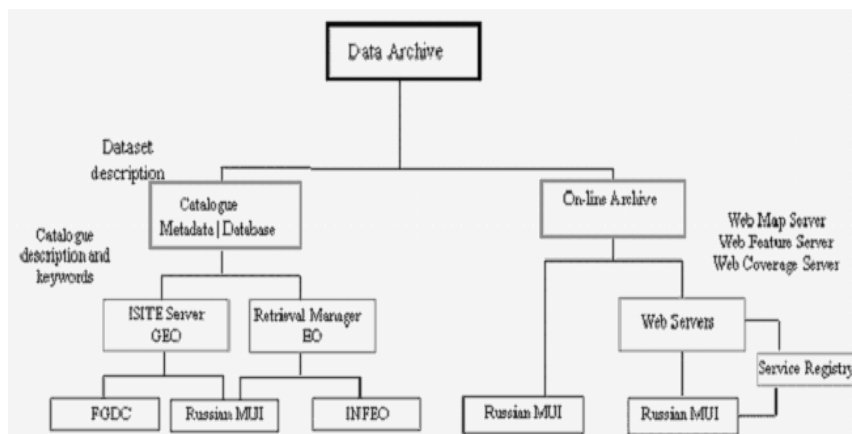 Data Archive
Dataset
description
Catalogue
Metadata|Database
On-line Archive
Web Map Server
Web Feature Server
Web Coverage Server
Catalogue
description and
keywords
ISITE Server
GEO
Retrieval Manager
EO
Web Servers
Service Registry
FGDC
Russian MUI
INFEO
Russian MUI
Russian MUI